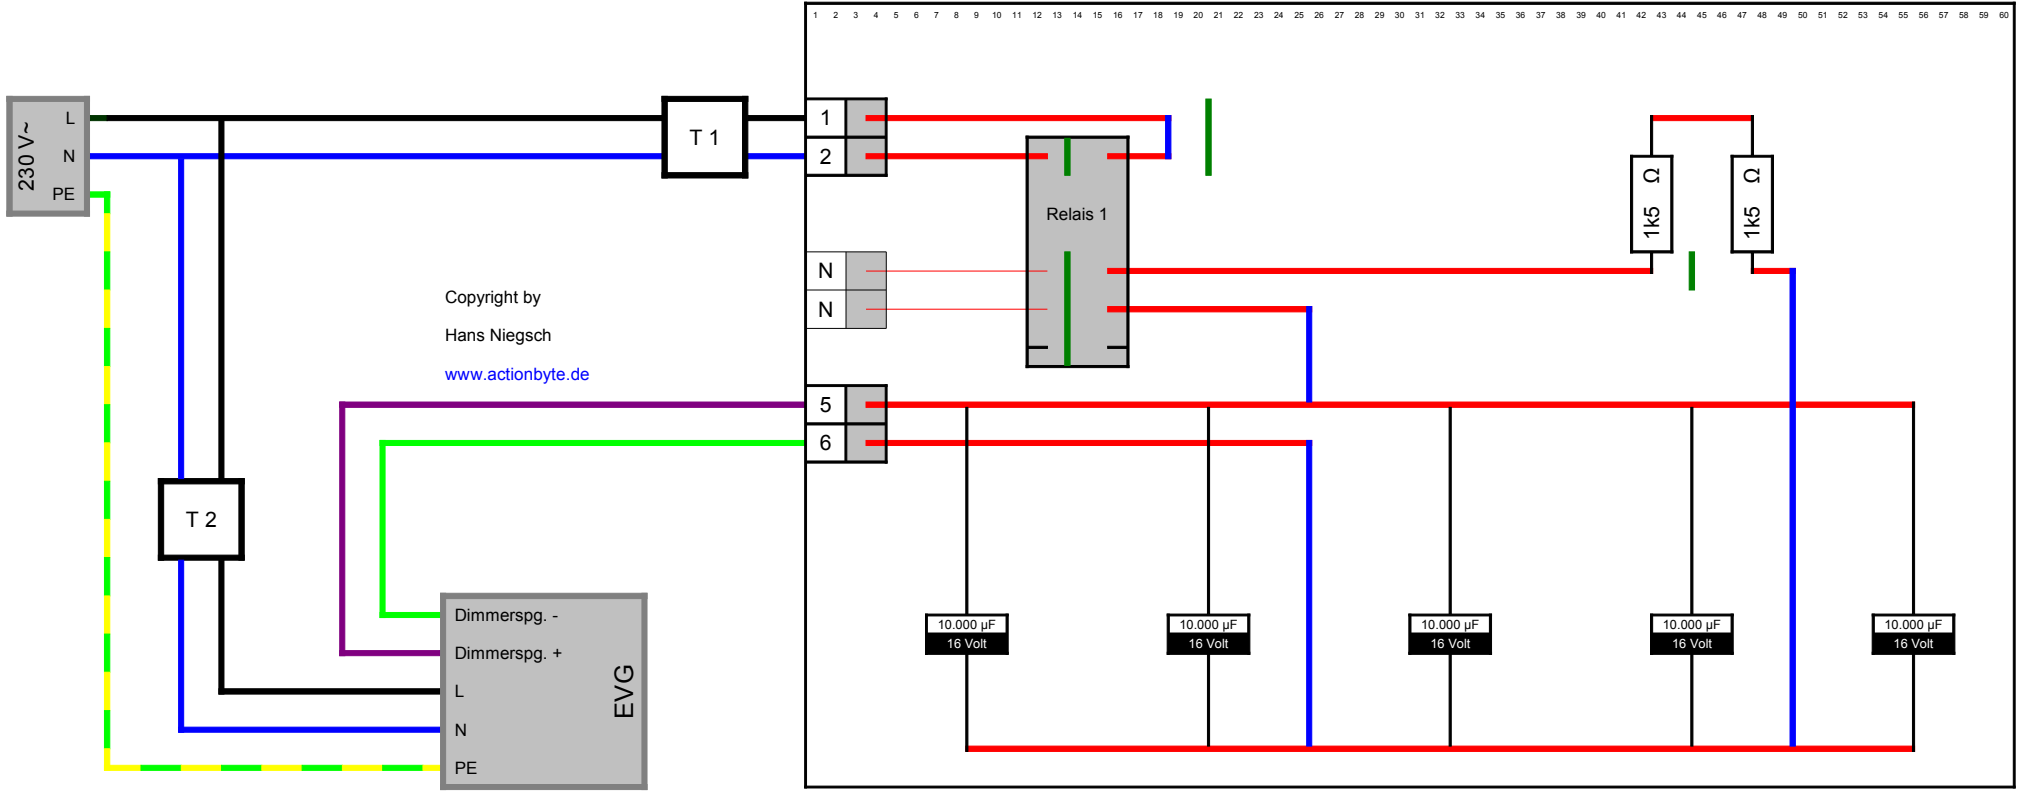 1 2 3 4 5 6 7 8 9 10 11 12 13 14 15 16 17 18 19 20 21 22 23 24 25 26 27 28 29 30 31 32 33 34 35 36 37 38 39 40 41 42 43 44 45 46 47 48 49 50 51 52 53 54 55 56 57 58 59 60
230 V~
L
N
PE
T 1
1
2
Relais 1
1k5 Ω
1k5 Ω
N
N
Copyright by
Hans Niegsch
www.actionbyte.de
5
6
T 2
Dimmerspg. -
Dimmerspg. +
L
N
PE
EVG
10.000 µF
16 Volt
10.000 µF
16 Volt
10.000 µF
16 Volt
10.000 µF
16 Volt
10.000 µF
16 Volt